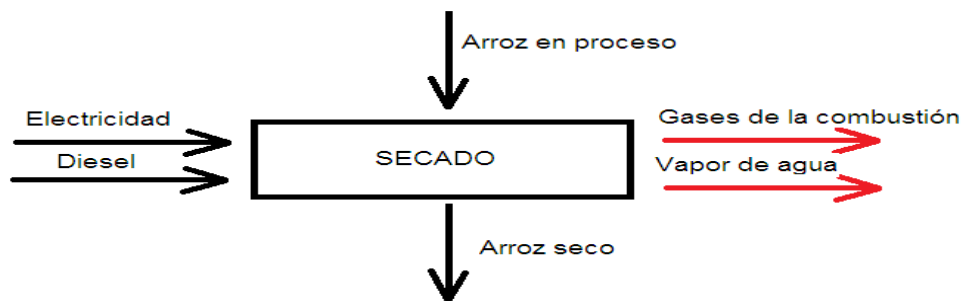 Arroz en proceso
Electricidad
Diesel
SECADO
Gases de la combustión
Vapor de agua
Arroz seco